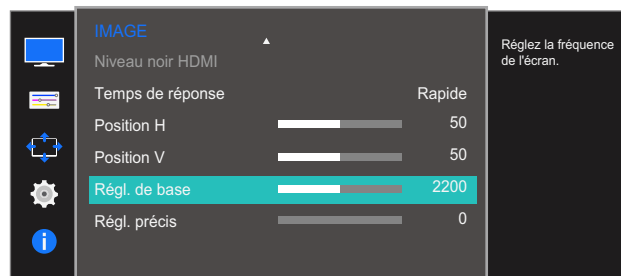 IMAGE
Niveau noir HDMI
Temps de réponse Rapide
Position H 50
Position V 50
Régl. de base 2200
Régl. précis 0
Réglez la fréquence
de l'écran.